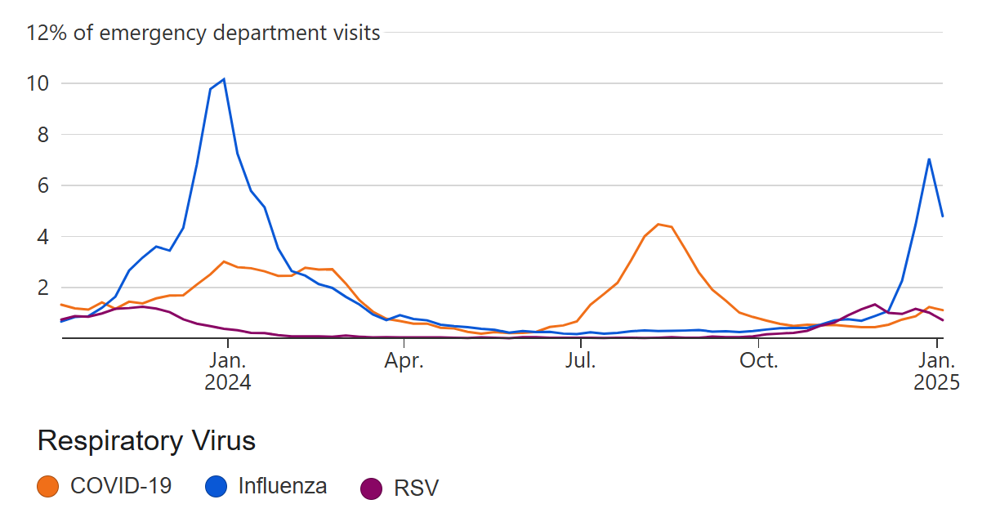 12% of emergency department visits
10
8
6
4
2
Jan. Apr. Jul. Oct. Jan.
2024 2025
Respiratory Virus
COVID-19 Influenza RSV